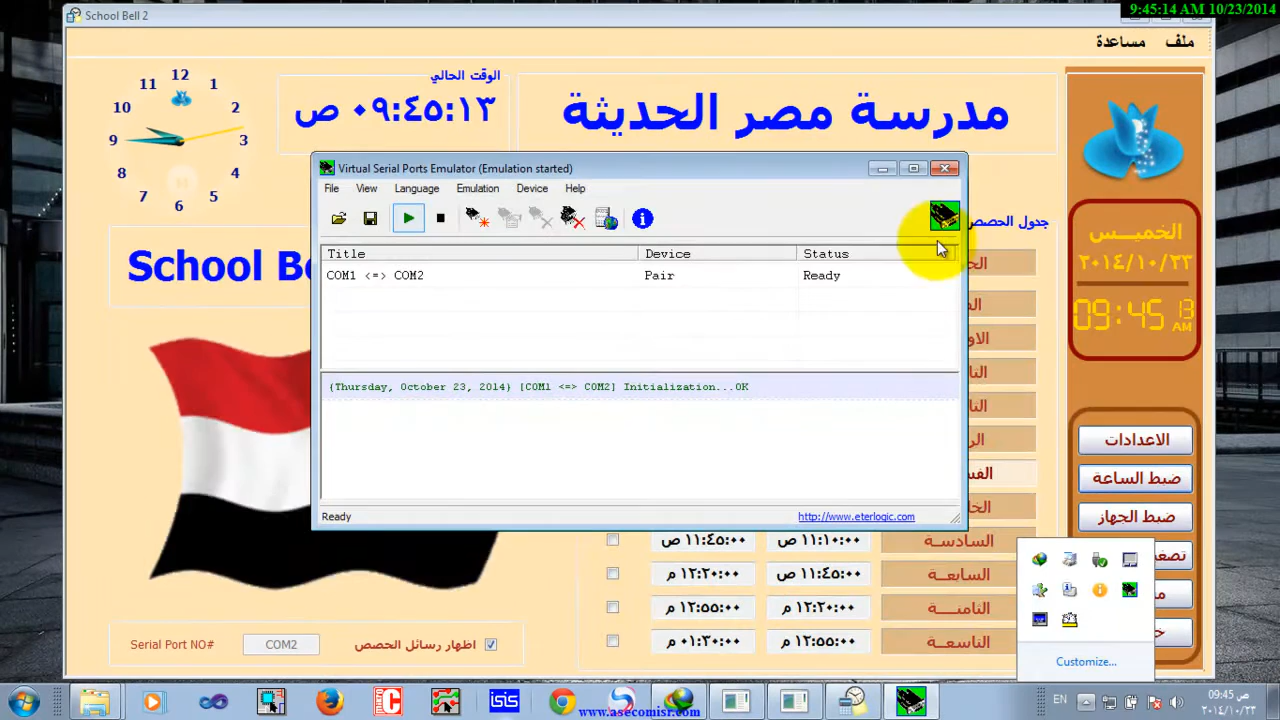 9:45:14 AM 10/23/2014
School Bell 2
ملف
مساعدة
12
1
2
3
4
5
6
7
8
9
10
11
الوقت الحالي
٠٩:٤٥:١٣ ص
مدرسة مصر الحديثة
Virtual Serial Ports Emulator (Emulation started)
File View Language Emulation Device Help
Title Device Status
COM1 <=> COM2 Pair Ready
{Thursday, October 23, 2014} [COM1 <=> COM2] Initialization...OK
Ready
http://www.eterlogic.com
جدول الحصص
School
السادسة ١١:١٠:٠٠ ص ١١:٤٥:٠٠ ص
السابعة ١١:٤٥:٠٠ ص ١٢:٢٠:٠٠ م
الثامنة ١٢:٢٠:٠٠ م ١٢:٥٥:٠٠ م
التاسعة ١٢:٥٥:٠٠ م ٠١:٣٠:٠٠ م
الخميس
٢٠١٤/١٠/٢٣
09:45 13 AM
الاعدادات
ضبط الساعة
ضبط الجهاز
Serial Port NO# COM2
اظهار رسائل الحصص
Customize...
www.asecomisr.com
EN
09:45 ص
٢٠١٤/١٠/٢٣